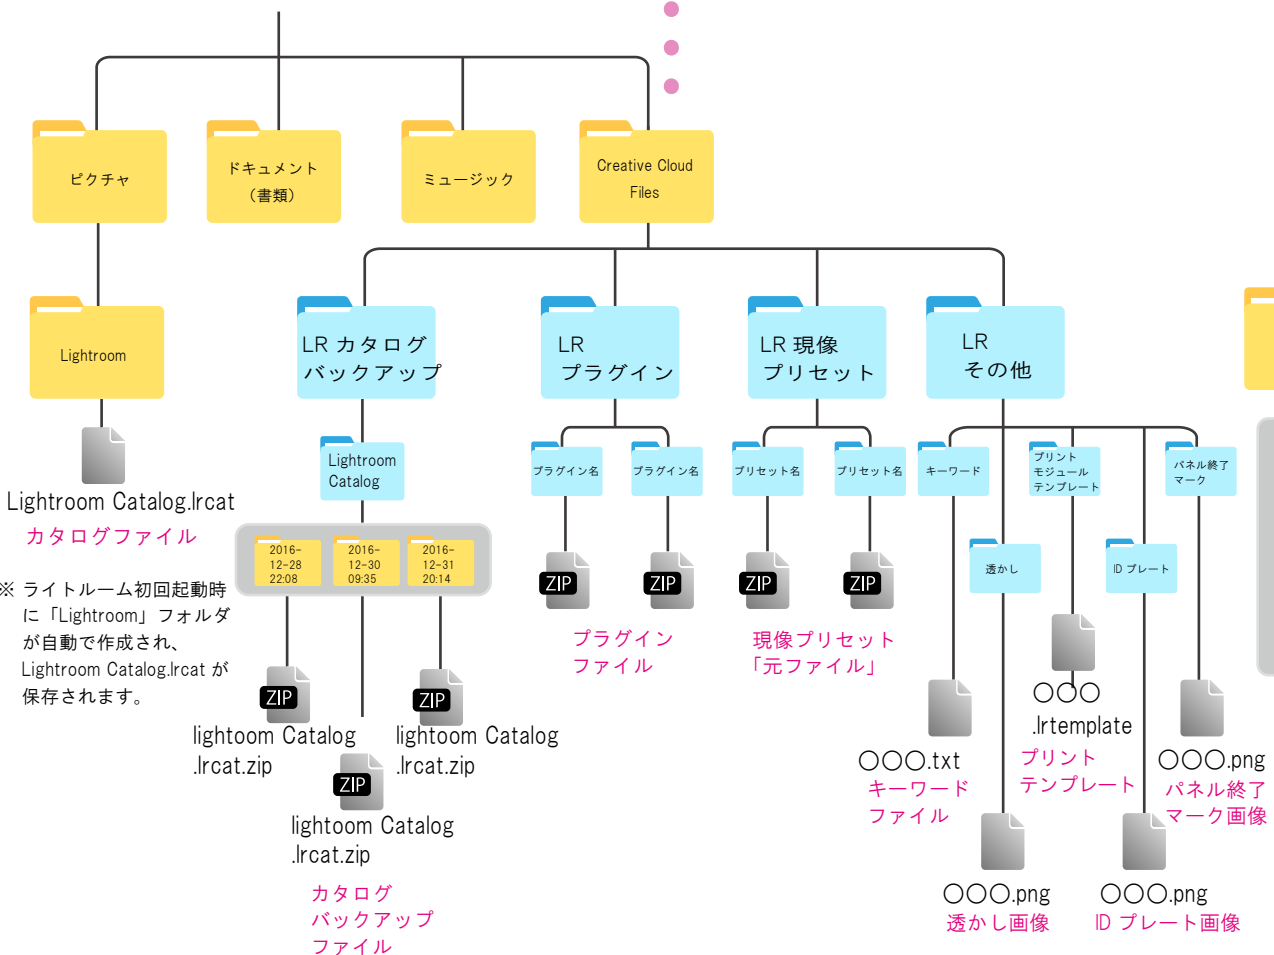 ピクチャ
ドキュメント
（書類）
ミュージック
Creative Cloud
Files
Lightroom
LR カタログ
バックアップ
LR
プラグイン
LR 現像
プリセット
LR
その他
Lightroom Catalog.lrcat
カタログファイル
※ ライトルーム初回起動時
に「Lightroom」フォルダ
が自動で作成され、
Lightroom Catalog.lrcat が
保存されます。
Lightroom
Catalog
2016-
12-28
22:08
2016-
12-30
09:35
2016-
12-31
20:14
ZIP
lightoom Catalog
.lrcat.zip
ZIP
lightoom Catalog
.lrcat.zip
ZIP
lightoom Catalog
.lrcat.zip
カタログ
バックアップ
ファイル
プラグイン名
プラグイン名
ZIP
ZIP
プラグイン
ファイル
プリセット名
プリセット名
ZIP
ZIP
現像プリセット
「元ファイル」
キーワード
プリント
モジュール
テンプレート
パネル終了
マーク
透かし
ID プレート
〇〇〇.txt
キーワード
ファイル
〇〇〇
.lrtemplate
プリント
テンプレート
〇〇〇.png
パネル終了
マーク画像
〇〇〇.png
透かし画像
〇〇〇.png
ID プレート画像